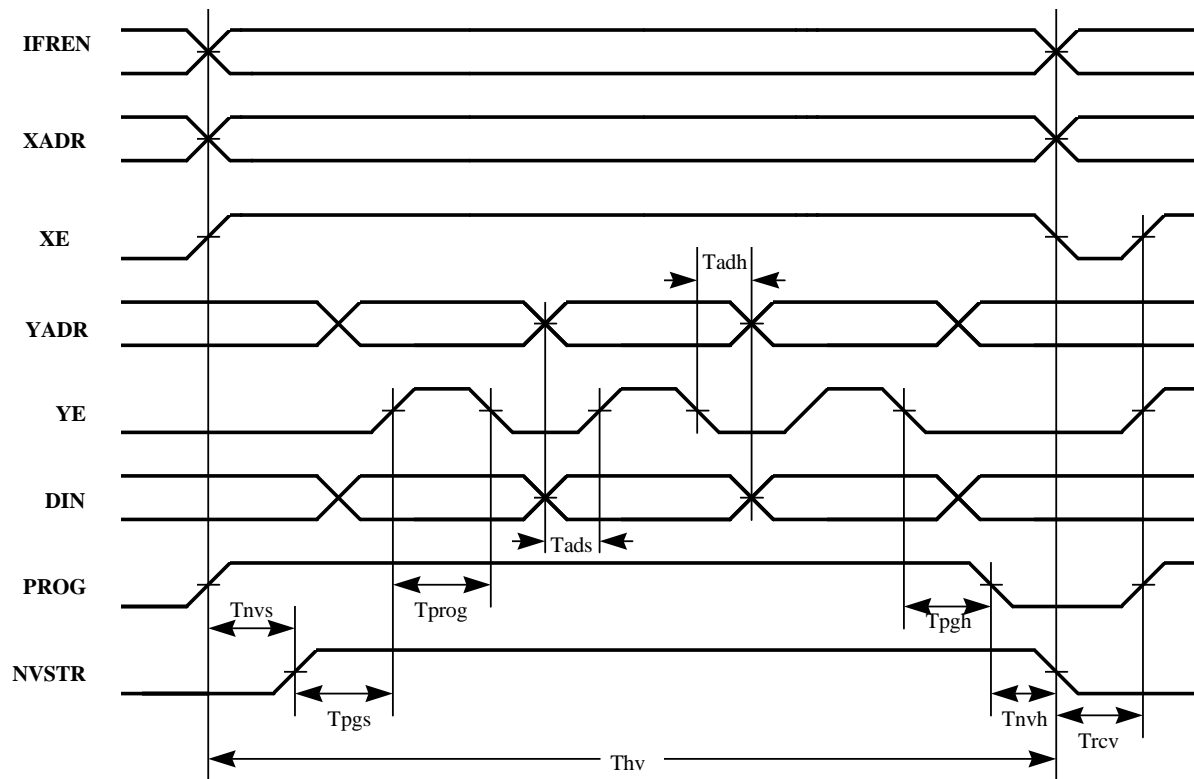 IFREN
XADR
XE
Tadh
YADR
YE
DIN
Tads
PROG
Tnvs
Tprog
Tpgh
NVSTR
Tpgs
Tnvh
Trcv
Thv